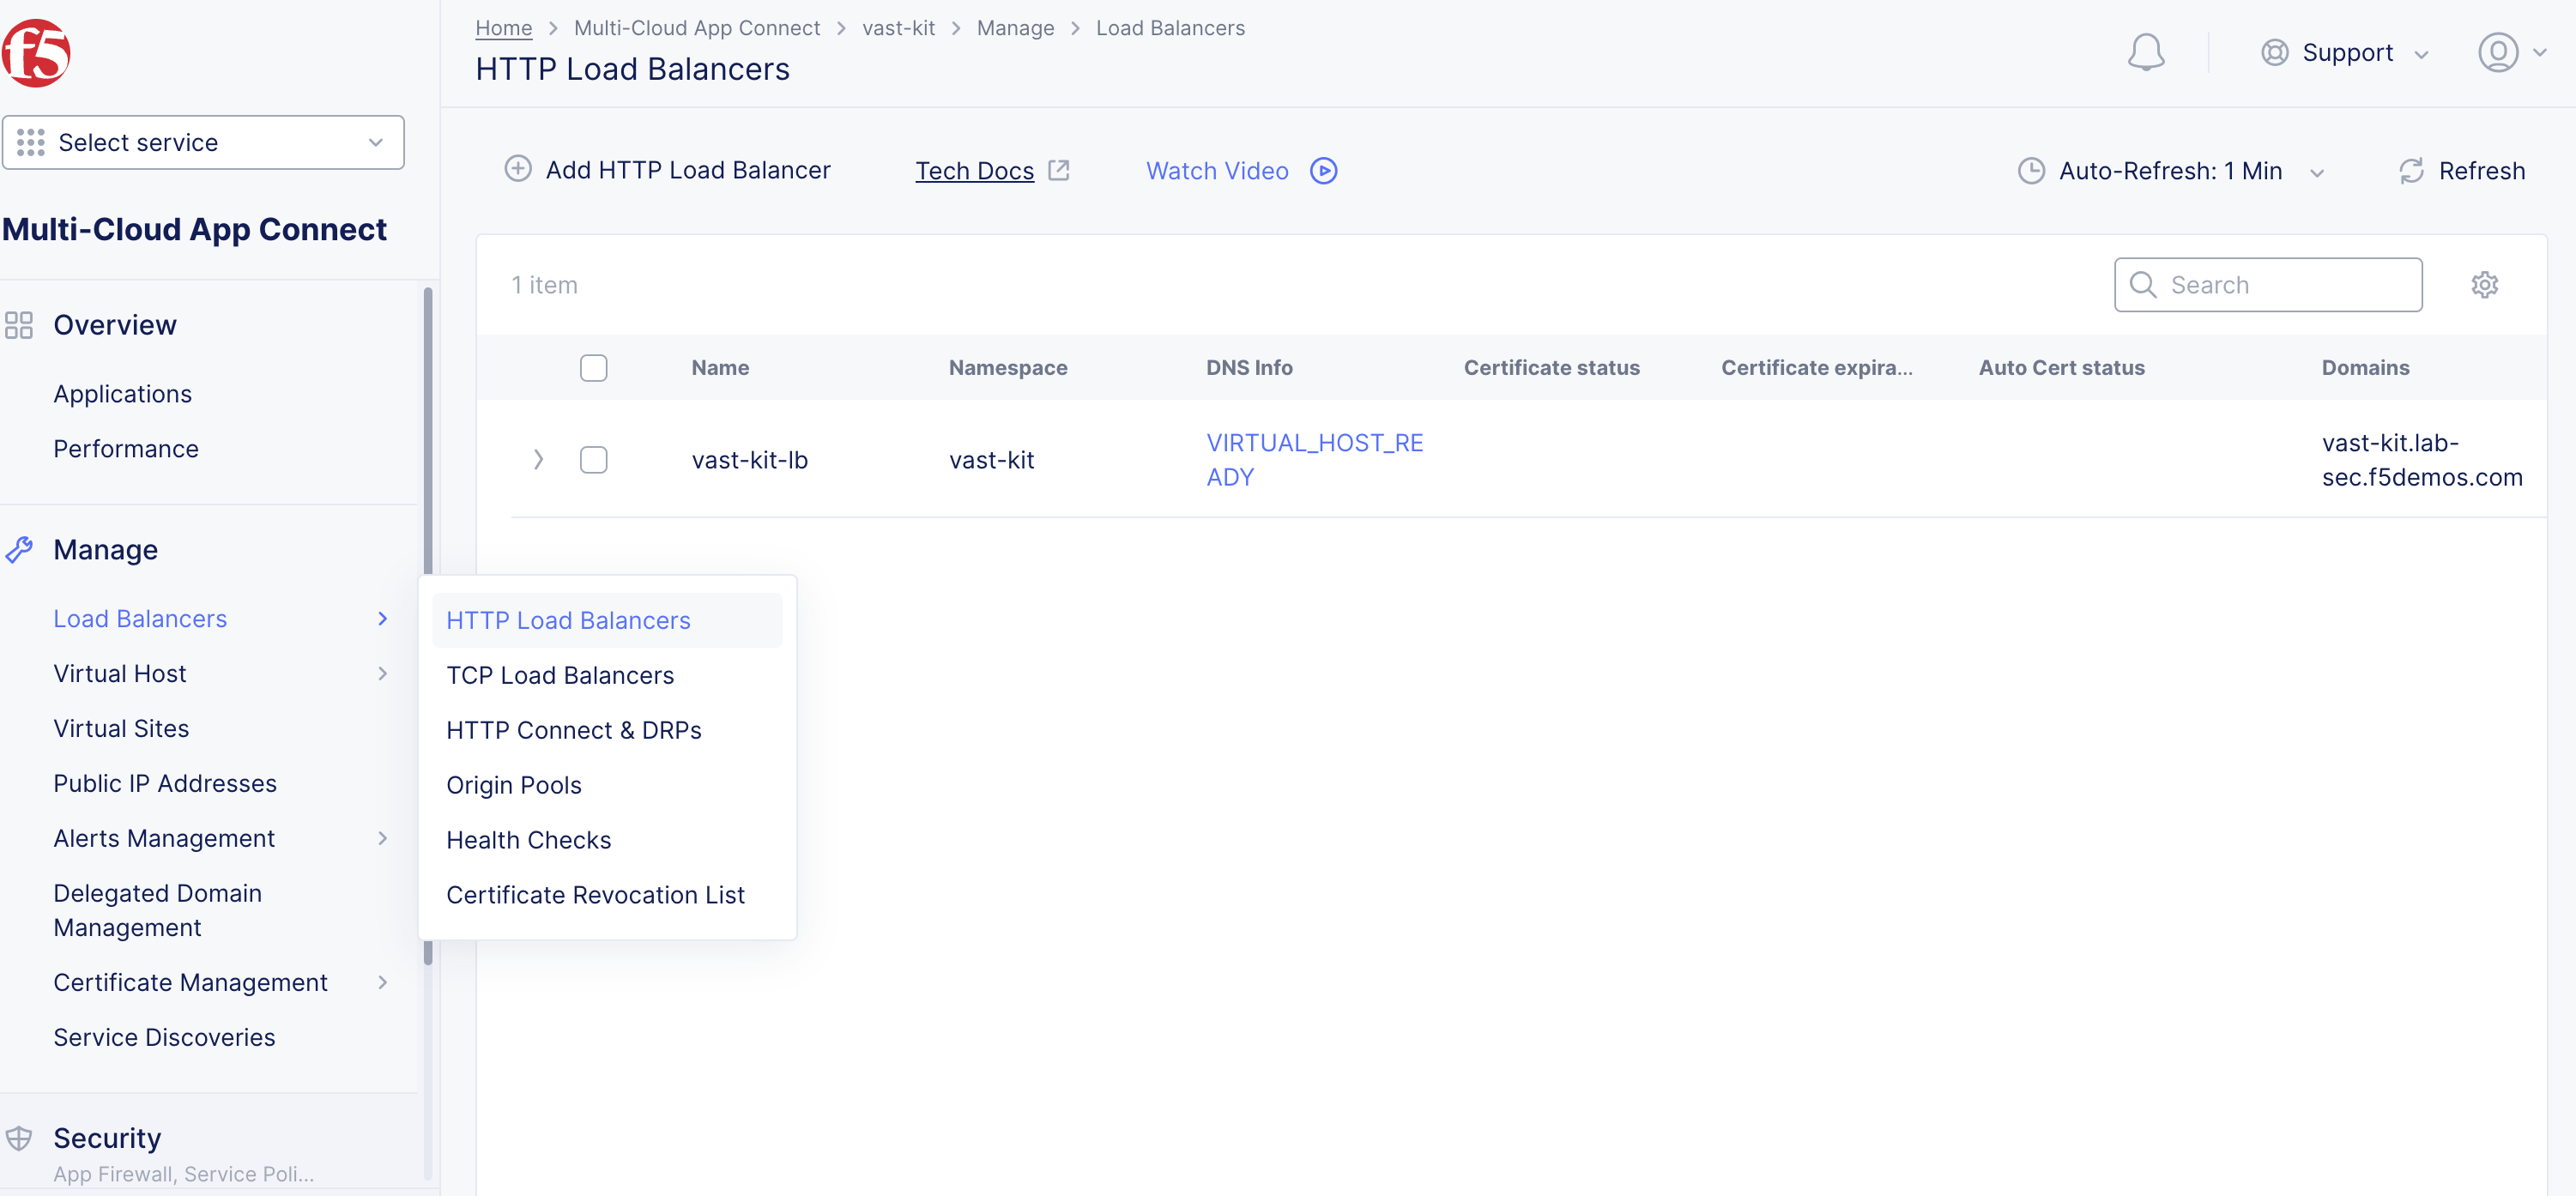 f5
Select service
Multi-Cloud App Connect
Overview
Applications
Performance
Manage
Load Balancers
Virtual Host
Virtual Sites
Public IP Addresses
Alerts Management
Delegated Domain
Management
Certificate Management
Service Discoveries
Security
App Firewall, Service Poli...
HTTP Load Balancers
TCP Load Balancers
HTTP Connect & DRPs
Origin Pools
Health Checks
Certificate Revocation List
Home > Multi-Cloud App Connect > vast-kit > Manage > Load Balancers
HTTP Load Balancers
Support
Add HTTP Load Balancer Tech Docs Watch Video Auto-Refresh: 1 Min Refresh
1 item
Search
Name Namespace DNS Info Certificate status Certificate expira... Auto Cert status Domains
vast-kit-lb vast-kit VIRTUAL_HOST_RE
ADY
vast-kit.lab-
sec.f5demos.com